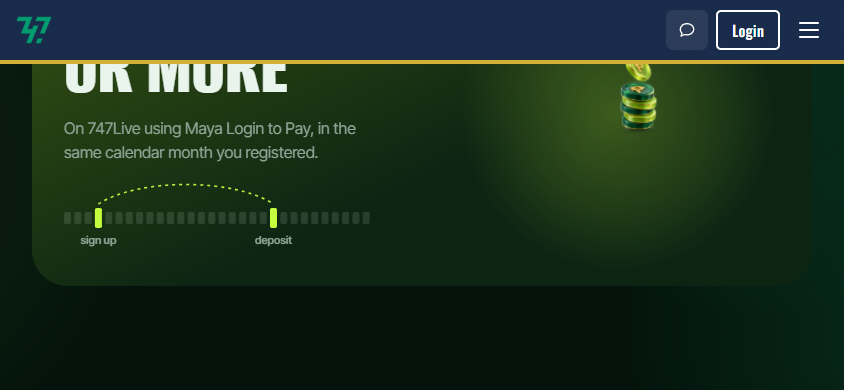 747
Login
OR MORE
On 747Live using Maya Login to Pay, in the
same calendar month you registered.
sign up
deposit